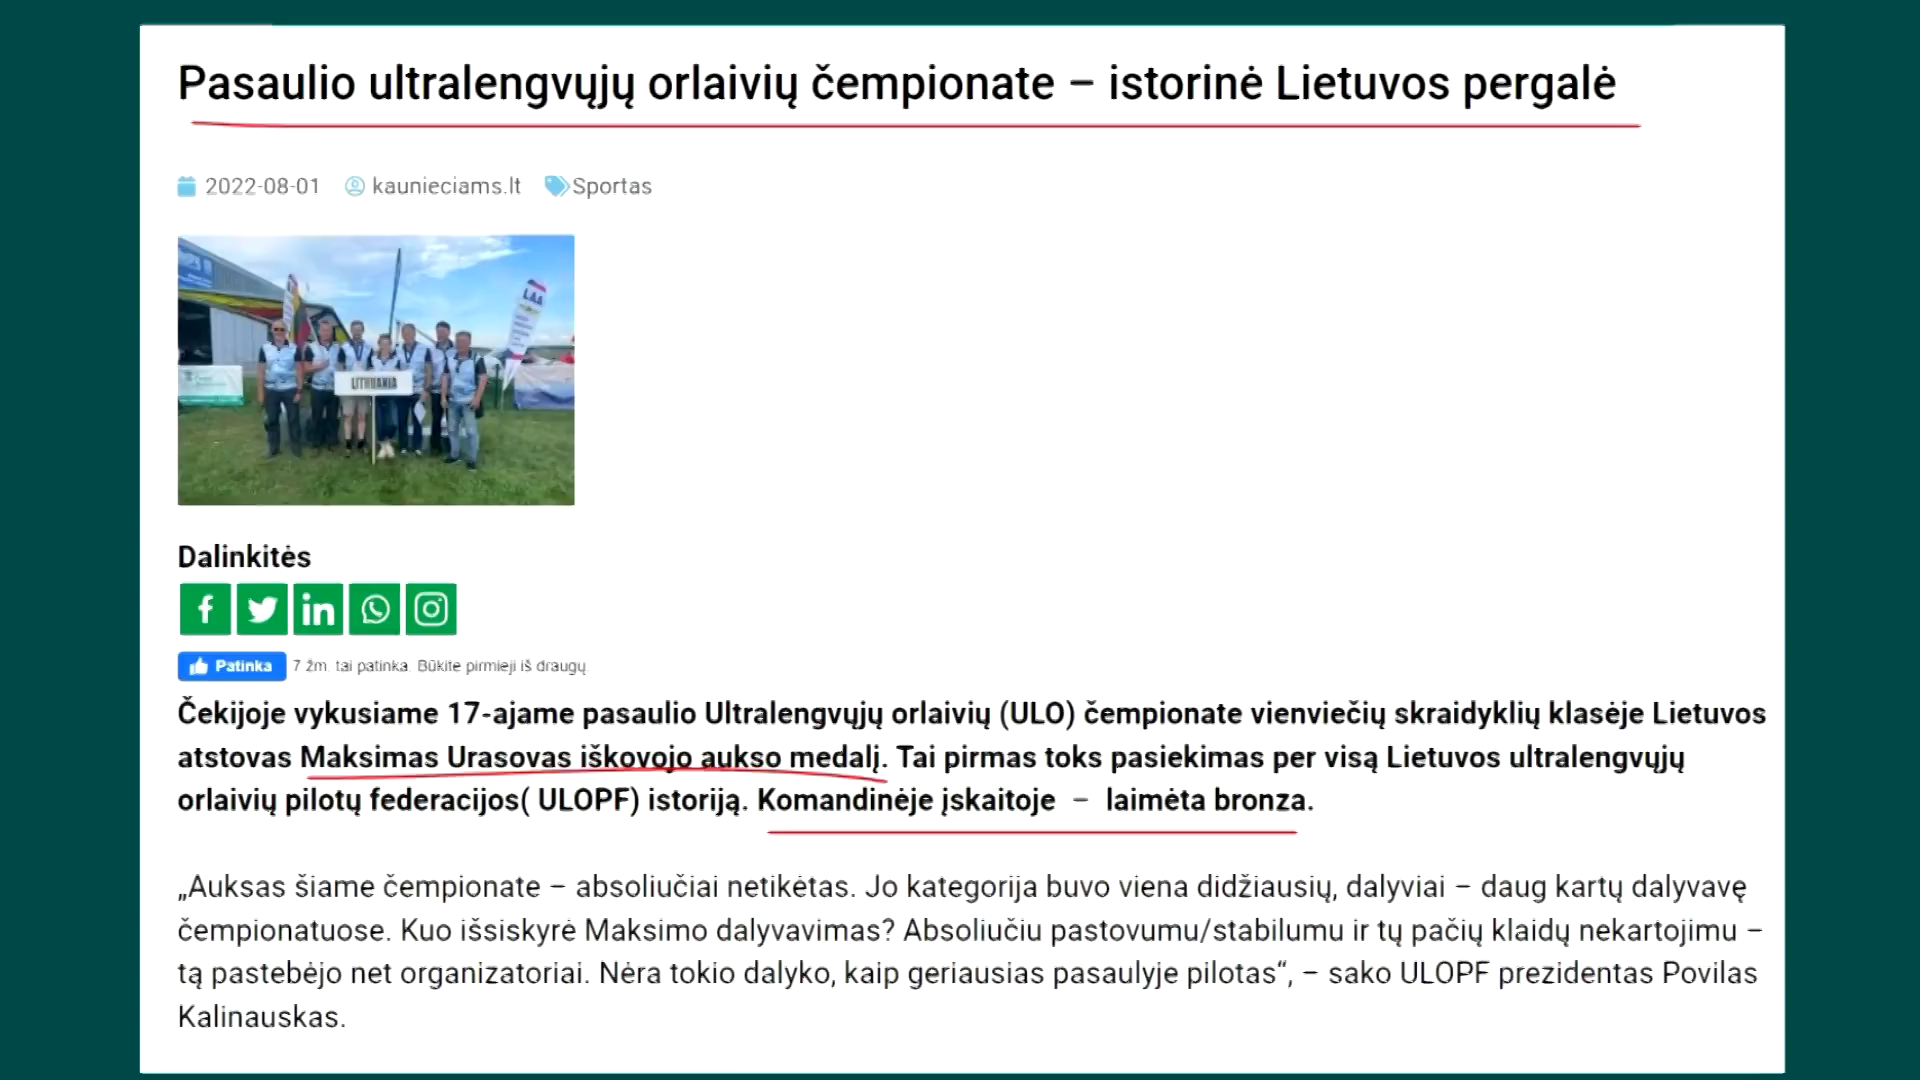 Pasaulio ultralengvųjų orlaivių čempionate – istorinė Lietuvos pergalė
2022-08-01 kaunieciams.lt Sportas
LAA
LITHUANIA
Dalinkitės
Patinka 7 žm. tai patinka. Būkite pirmieji iš draugų
Čekijoje vykusiame 17-ajame pasaulio Ultralengvųjų orlaivių (ULO) čempionate vienviečių skraidyklių klasėje Lietuvos
atstovas Maksimas Urasovas iškovojo aukso medalį. Tai pirmas toks pasiekimas per visą Lietuvos ultralengvųjų
orlaivių pilotų federacijos( ULOPF) istoriją. Komandinėje įskaitoje – laimėta bronza.
„Auksas šiame čempionate – absoliučiai netikėtas. Jo kategorija buvo viena didžiausių, dalyviai – daug kartų dalyvavę
čempionatuose. Kuo išsiskyrė Maksimo dalyvavimas? Absoliučiu pastovumu/stabilumu ir tų pačių klaidų nekartojimu –
tą pastebėjo net organizatoriai. Nėra tokio dalyko, kaip geriausias pasaulyje pilotas“, – sako ULOPF prezidentas Povilas
Kalinauskas.